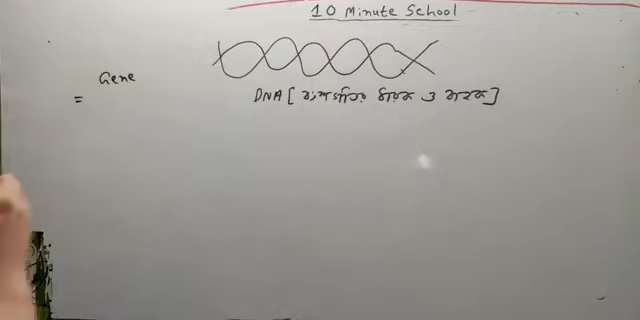 10 Minute School
Gene
=
DNA [ বংশগতির ধারক ও বাহক ]